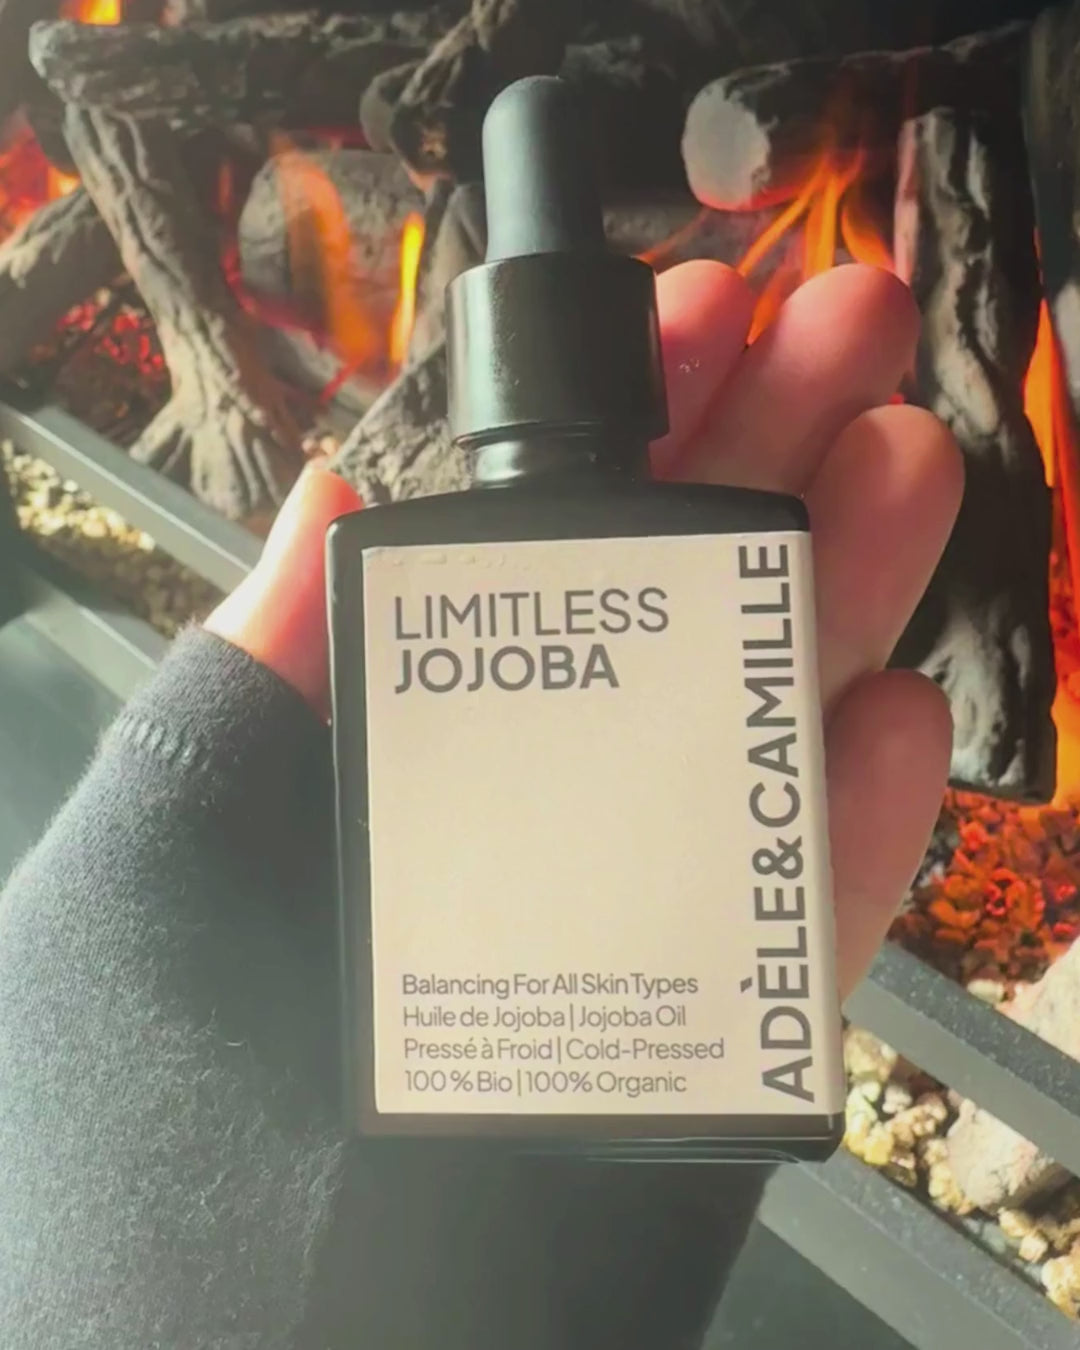 LIMITLESS
JOJOBA
ADÈLE&CAMILLE
Balancing For All Skin Types
Huile de Jojoba | Jojoba Oil
Pressé à Froid | Cold-Pressed
100 % Bio | 100% Organic